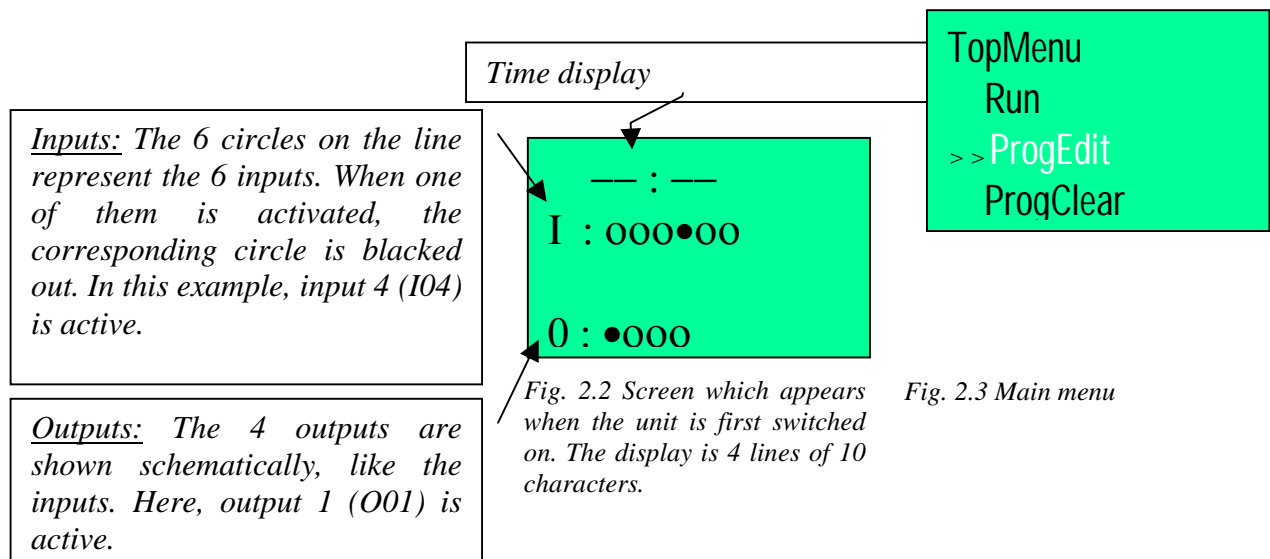 Time display
TopMenu
Run
>> ProgEdit
ProgClear
Inputs: The 6 circles on the line
represent the 6 inputs. When one
of them is activated, the
corresponding circle is blacked
out. In this example, input 4 (I04)
is active.
–– : ––
I : ooo●oo
0 : ●ooo
Outputs: The 4 outputs are
shown schematically, like the
inputs. Here, output 1 (O01) is
active.
Fig. 2.2 Screen which appears
when the unit is first switched
on. The display is 4 lines of 10
characters.
Fig. 2.3 Main menu